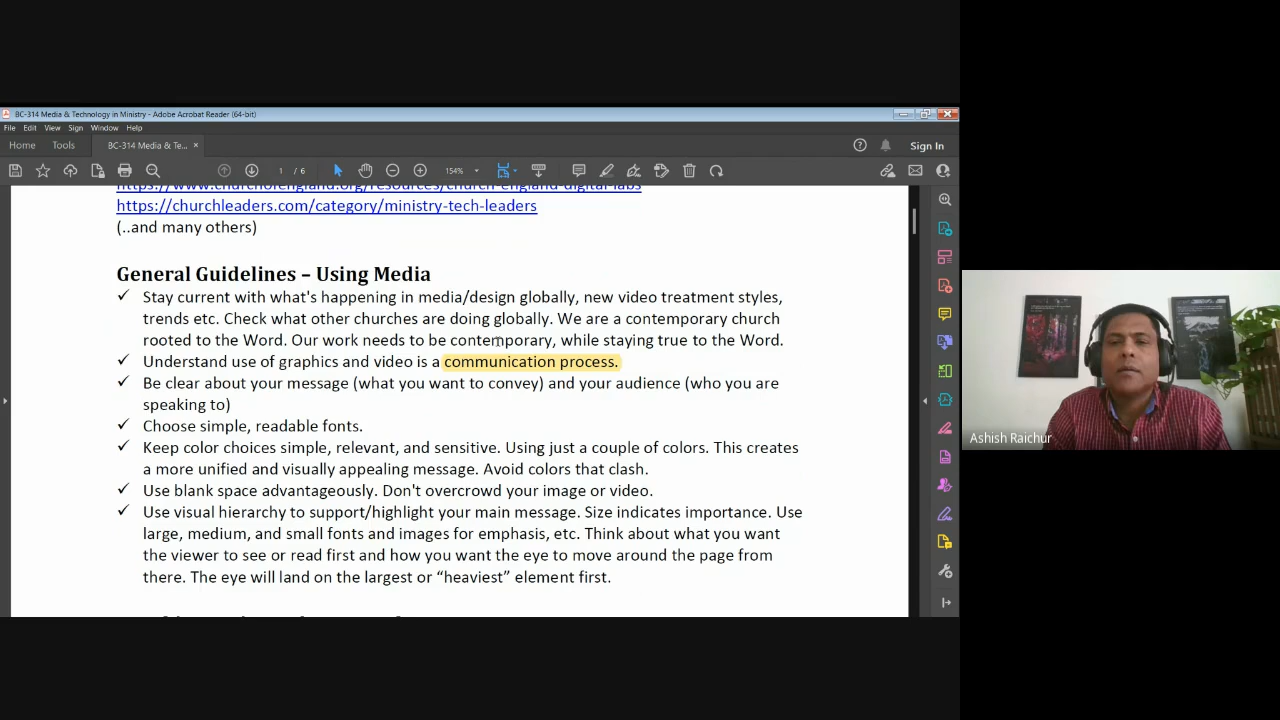 BC-314 Media & Technology in Ministry - Adobe Acrobat Reader (64-bit)
File Edit View Sign Window Help
Home Tools BC-314 Media & Te... × Sign In
1 / 6 154%
https://www.churchofengland.org/resources/church-england-digital-labs
https://churchleaders.com/category/ministry-tech-leaders
(..and many others)
General Guidelines – Using Media
✓ Stay current with what's happening in media/design globally, new video treatment styles,
trends etc. Check what other churches are doing globally. We are a contemporary church
rooted to the Word. Our work needs to be contemporary, while staying true to the Word.
✓ Understand use of graphics and video is a communication process.
✓ Be clear about your message (what you want to convey) and your audience (who you are
speaking to)
✓ Choose simple, readable fonts.
✓ Keep color choices simple, relevant, and sensitive. Using just a couple of colors. This creates
a more unified and visually appealing message. Avoid colors that clash.
✓ Use blank space advantageously. Don't overcrowd your image or video.
✓ Use visual hierarchy to support/highlight your main message. Size indicates importance. Use
large, medium, and small fonts and images for emphasis, etc. Think about what you want
the viewer to see or read first and how you want the eye to move around the page from
there. The eye will land on the largest or “heaviest” element first.
Ashish Raichur